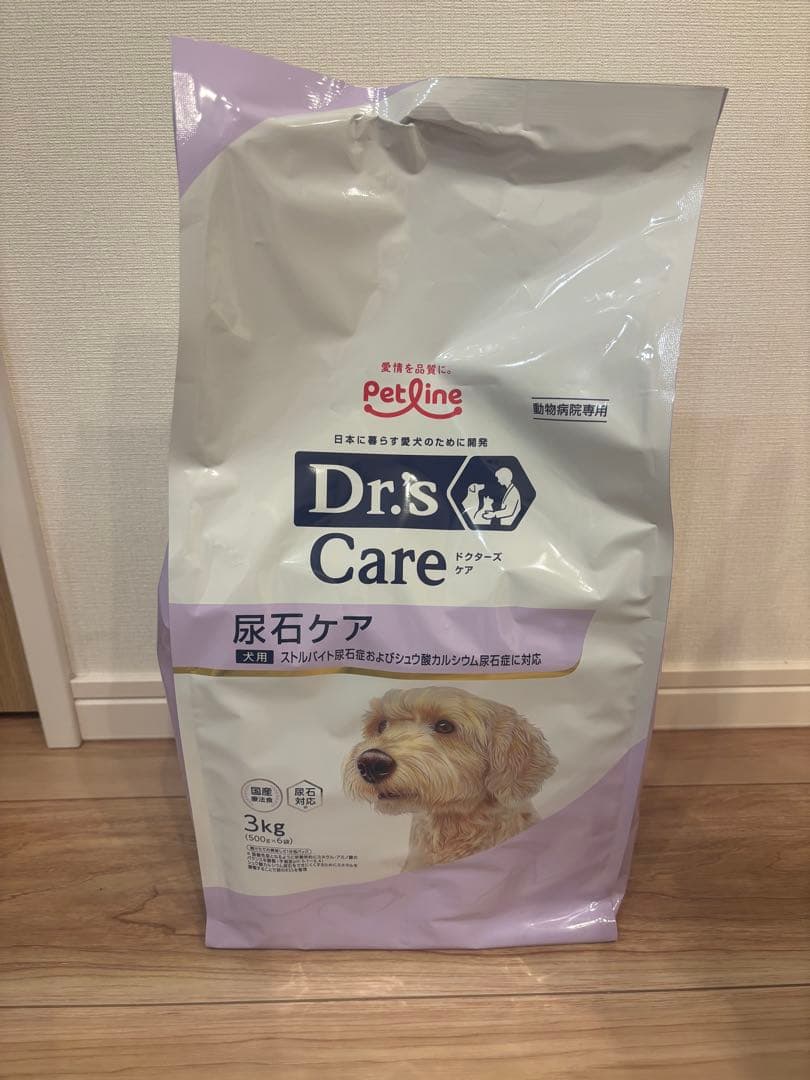 愛情を品質に。
Petline
動物病院専用
日本に暮らす愛犬のために開発
Dr.'s
Care ドクターズ
ケア
尿石ケア
犬用 ストルバイト尿石症およびシュウ酸カルシウム尿石症に対応
国産
療法食
尿石
対応
3kg
(500g×6袋)